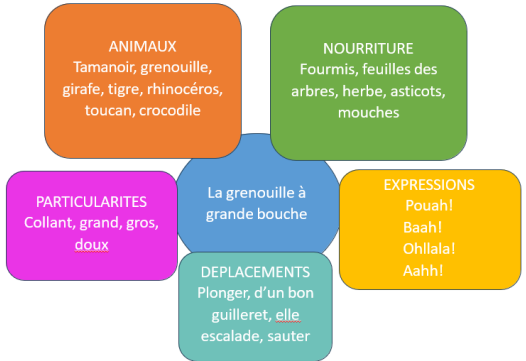 ANIMAUX
Tamanoir, grenouille,
girafe, tigre, rhinocéros,
toucan, crocodile
NOURRITURE
Fourmis, feuilles des
arbres, herbe, asticots,
mouches
La grenouille à
grande bouche
PARTICULARITES
Collant, grand, gros,
doux
EXPRESSIONS
Pouah!
Baah!
Ohllala!
Aahh!
DEPLACEMENTS
Plonger, d’un bon
guilleret, elle
escalade, sauter